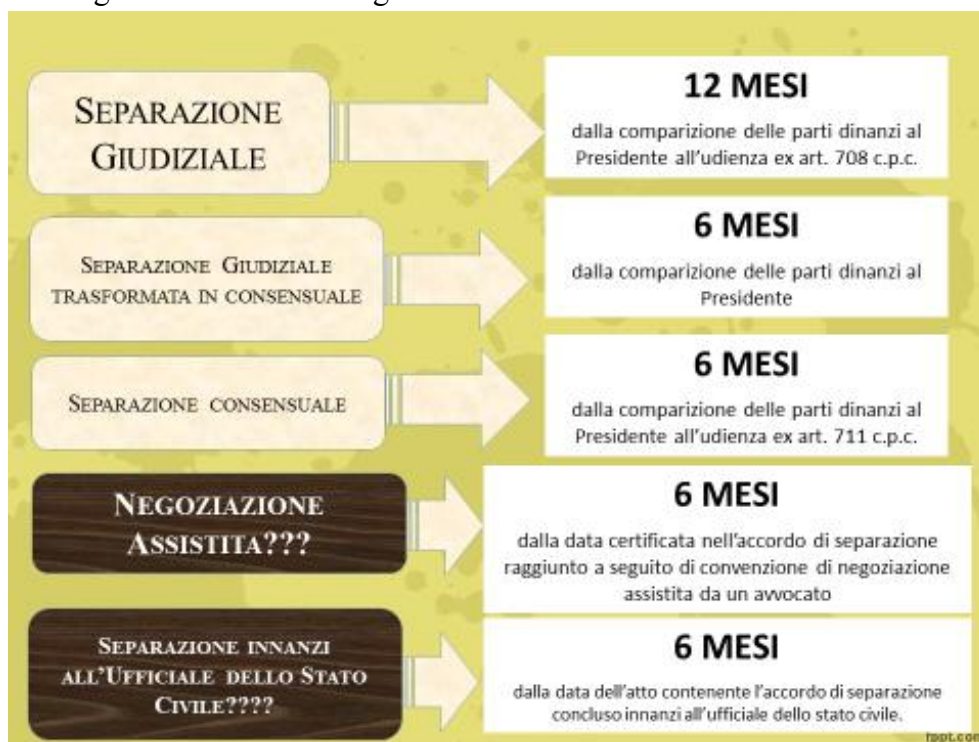 SEPARAZIONE
GIUDIZIALE
12 MESI
dalla comparizione delle parti dinanzi al
Presidente all'udienza ex art. 708 c.p.c.
SEPARAZIONE GIUDIZIALE
TRASFORMATA IN CONSENSUALE
6 MESI
dalla comparizione delle parti dinanzi al
Presidente
SEPARAZIONE CONSENSUALE
6 MESI
dalla comparizione delle parti dinanzi al
Presidente all'udienza ex art. 711 c.p.c.
NEGOZIAZIONE
ASSISTITA???
6 MESI
dalla data certificata nell'accordo di separazione
raggiunto a seguito di convenzione di negoziazione
assistita da un avvocato
SEPARAZIONE INNANZI
ALL'UFFICIALE DELLO STATO
CIVILE????
6 MESI
dalla data dell'atto contenente l'accordo di separazione
concluso innanzi all'ufficiale dello stato civile.
fppt.com